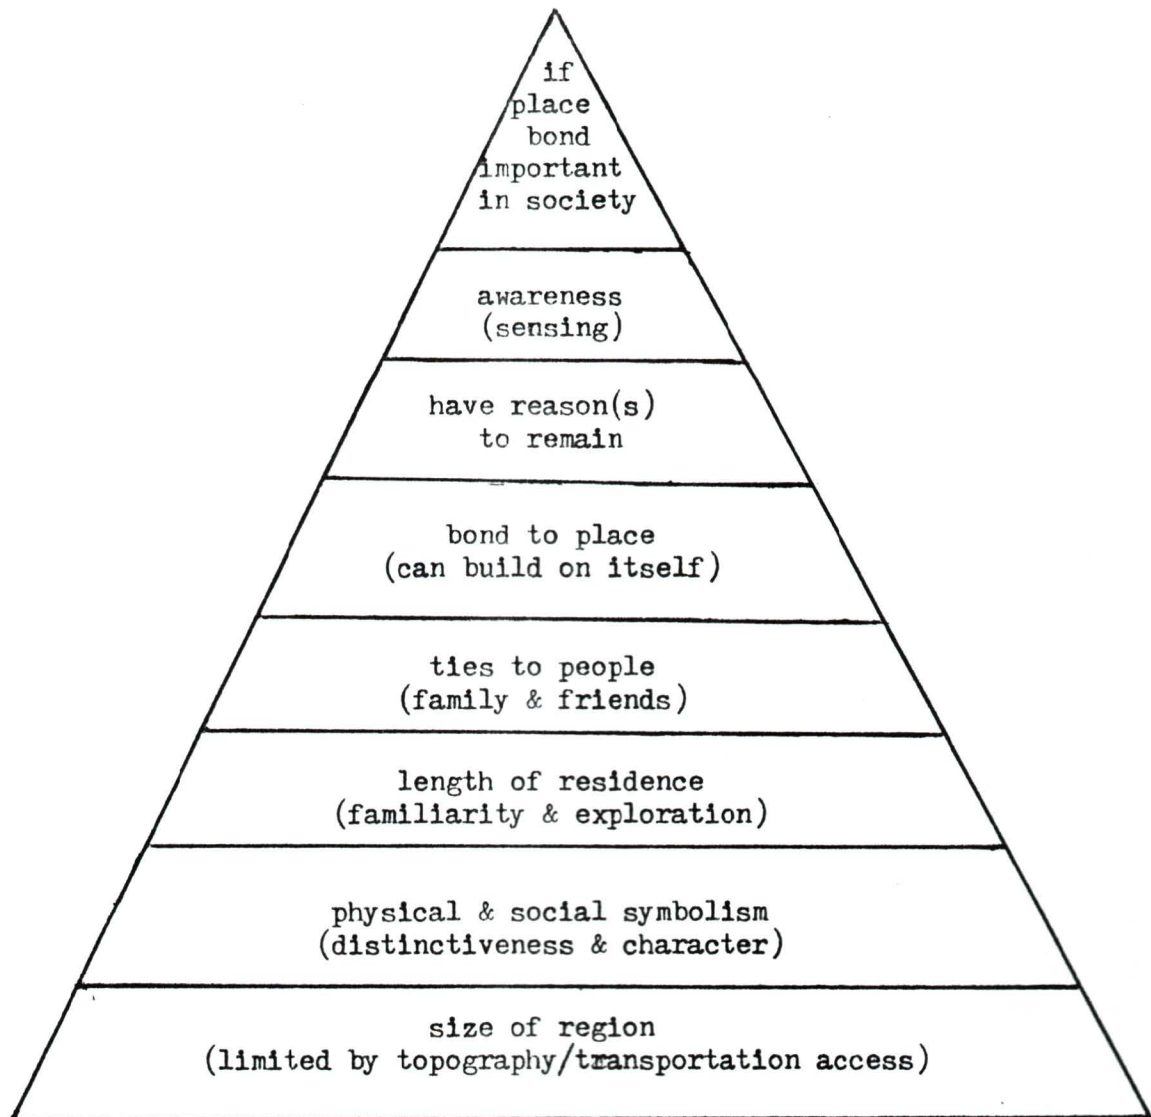 if
place
bond
important
in society
awareness
(sensing)
have reason(s)
to remain
bond to place
(can build on itself)
ties to people
(family & friends)
length of residence
(familiarity & exploration)
physical & social symbolism
(distinctiveness & character)
size of region
(limited by topography/transportation access)